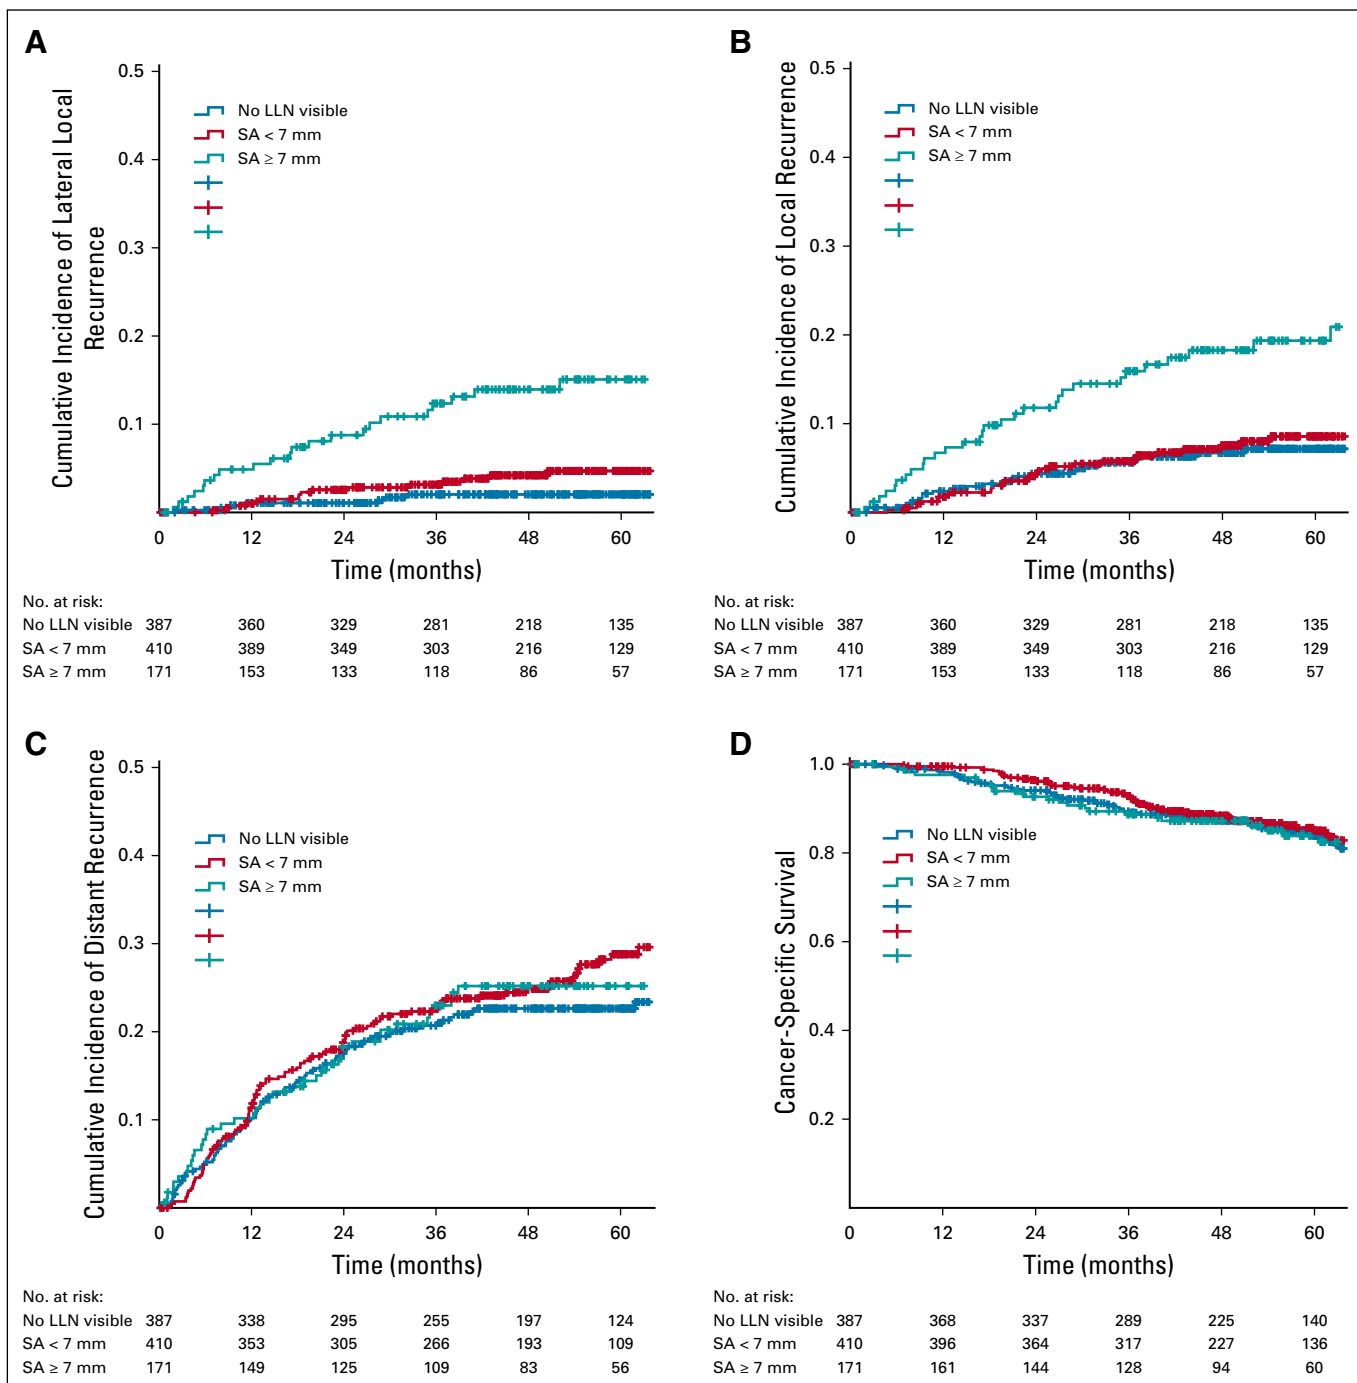 A
Cumulative Incidence of Lateral Local
Recurrence
0.5
0.4
0.3
0.2
0.1
No LLN visible
SA < 7 mm
SA ≥ 7 mm
0 12 24 36 48 60
Time (months)
No. at risk:
No LLN visible 387 360 329 281 218 135
SA < 7 mm 410 389 349 303 216 129
SA ≥ 7 mm 171 153 133 118 86 57
B
Cumulative Incidence of Local Recurrence
0.5
0.4
0.3
0.2
0.1
No LLN visible
SA < 7 mm
SA ≥ 7 mm
0 12 24 36 48 60
Time (months)
No. at risk:
No LLN visible 387 360 329 281 218 135
SA < 7 mm 410 389 349 303 216 129
SA ≥ 7 mm 171 153 133 118 86 57
C
Cumulative Incidence of Distant Recurrence
0.5
0.4
0.3
0.2
0.1
No LLN visible
SA < 7 mm
SA ≥ 7 mm
0 12 24 36 48 60
Time (months)
No. at risk:
No LLN visible 387 338 295 255 197 124
SA < 7 mm 410 353 305 266 193 109
SA ≥ 7 mm 171 149 125 109 83 56
D
Cancer-Specific Survival
1.0
0.8
0.6
0.4
0.2
No LLN visible
SA < 7 mm
SA ≥ 7 mm
0 12 24 36 48 60
Time (months)
No. at risk:
No LLN visible 387 368 337 289 225 140
SA < 7 mm 410 396 364 317 227 136
SA ≥ 7 mm 171 161 144 128 94 60